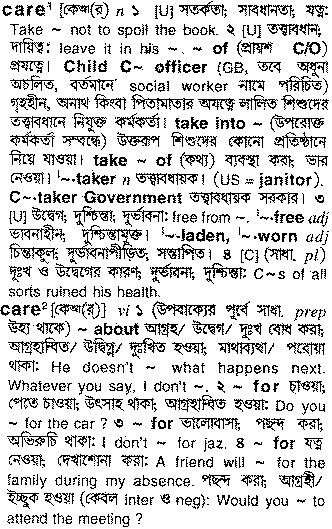 care¹ [কেআ(র্)] n ১ [U] সতর্কতা; সাবধানতা, যত্ন:
Take ~ not to spoil the book. ২ [U] তত্ত্বাবধান;
দায়িত্ব: leave it in his ~. ~ of (প্রায়শ C/O)
প্রযত্নে। Child C~ officer (GB, তবে অধুনা
অচলিত, বর্তমানে social worker নামে পরিচিত)
গৃহহীন, অনাথ কিংবা পিতামাতার অযত্নে লালিত শিশুদের
তত্ত্বাবধানে নিযুক্ত কর্মকর্তা। take into ~ (উপরোক্ত
কর্মকর্তা সম্বন্ধে) উক্তরূপ শিশুদের কোনো প্রতিষ্ঠানে
নিয়ে যাওয়া। take ~ of (কথ্য) ব্যবস্থা করা, ভার
নেওয়া। ˈ~·taker n তত্ত্বাবধায়ক। (US = janitor).
C~·taker Government তত্ত্বাবধায়ক সরকার। ৩
[U] উদ্বেগ; দুশ্চিন্তা; দুর্ভাবনা: free from ~. ˈ~·free adj
ভাবনাহীন, দুশ্চিন্তামুক্ত। ˈ~·laden, ˈ~·worn adj
চিন্তাকূল, দুর্ভাবনাপীড়িত, সন্তাপিত। ৪ [C] (সাধা. pl)
দুঃখ ও উদ্বেগের কারণ, দুর্ভাবনা, দুশ্চিন্তা: C~s of all
sorts ruined his health.
care² [কেআ(র্)] vi ১ (উপবাক্যের পূর্বে সাধা. prep
উহ্য থাকে) ~ about আগ্রহ/ উদ্বেগ/ দুঃখ বোধ করা,
আগ্রহান্বিত/ উদ্বিগ্ন/ দুঃখিত হওয়া; মাথাব্যথা/ পরোয়া
থাকা: He doesn't ~ what happens next.
Whatever you say, I don't ~. ২ ~ for চাওয়া;
পেতে চাওয়া; উৎসাহ থাকা, আগ্রহান্বিত হওয়া: Do you
~ for the car ? ৩ ~ for ভালোবাসা, পছন্দ করা,
অভিরুচি থাকা: I don't ~ for jaz. ৪ ~ for যত্ন
নেওয়া, দেখাশোনা করা: A friend will ~ for the
family during my absence. পছন্দ করা, আগ্রহী/
ইচ্ছুক হওয়া (কেবল inter ও neg): Would you ~ to
attend the meeting ?